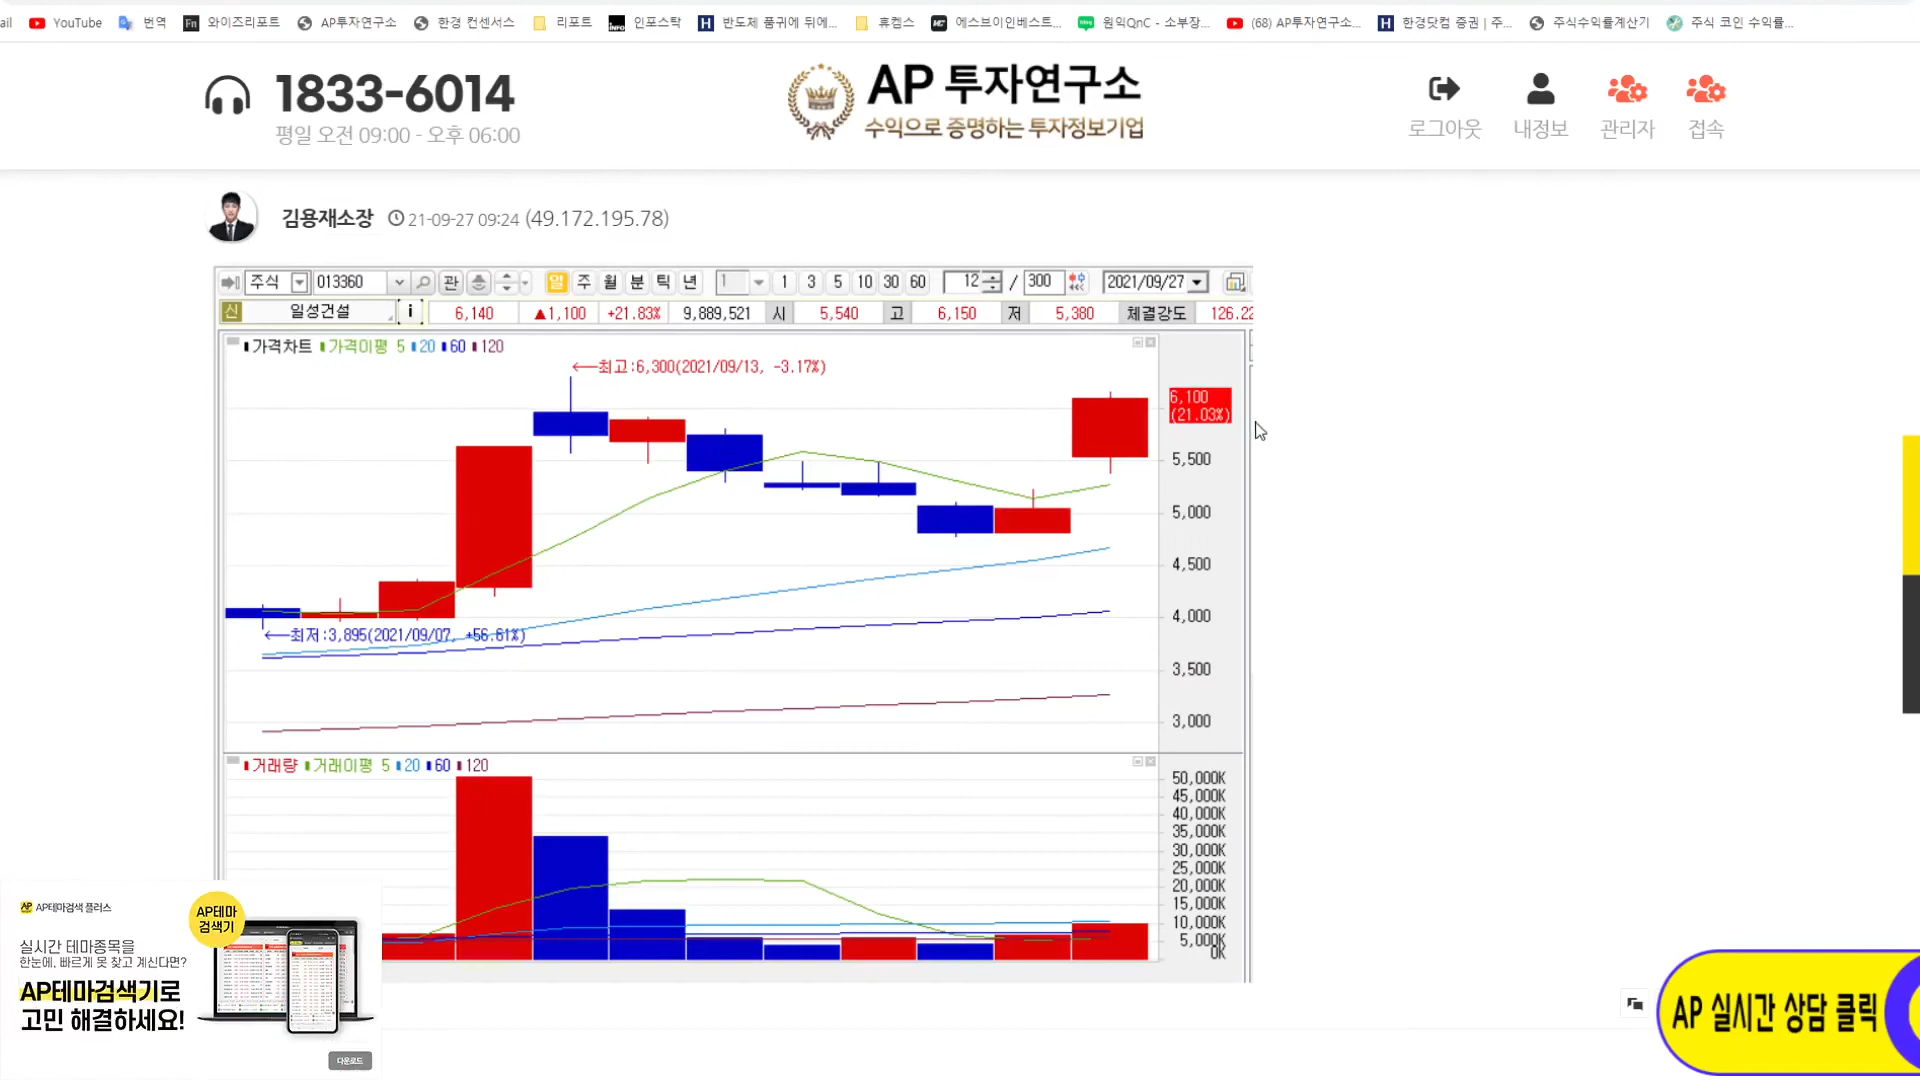 ail YouTube 번역 Fn 와이즈리포트 AP투자연구소 한경 컨센서스 리포트 INFO 인포스탁 H 반도체 품귀에 뒤에... 휴컴스 에스브이인베스트... 원익QnC - 소부장... (68) AP투자연구소... H 한경닷컴 증권 | 주... 주식수익률계산기 주식 코인 수익률...
1833-6014
평일 오전 09:00 - 오후 06:00
AP 투자연구소
수익으로 증명하는 투자정보기업
로그아웃 내정보 관리자 접속
김용재소장 21-09-27 09:24 (49.172.195.78)
주식 013360 관 일 주 월 분 틱 년 1 1 3 5 10 30 60 12 / 300 2021/09/27
신 일성건설 i 6,140 ▲1,100 +21.83% 9,889,521 시 5,540 고 6,150 저 5,380 체결강도 126.22
가격차트 가격이평 5 20 60 120
←최고:6,300(2021/09/13, -3.17%)
6,100
(21.03%)
5,500
5,000
4,500
4,000
←최저:3,895(2021/09/07, +56.61%)
3,500
3,000
거래량 거래이평 5 20 60 120
50,000K
45,000K
40,000K
35,000K
30,000K
25,000K
20,000K
15,000K
10,000K
5,000K
0K
AP AP테마검색 플러스
AP테마
검색기
실시간 테마종목을
한눈에, 빠르게 못 찾고 계신다면?
AP테마검색기로
고민 해결하세요!
다운로드
AP 실시간 상담 클릭